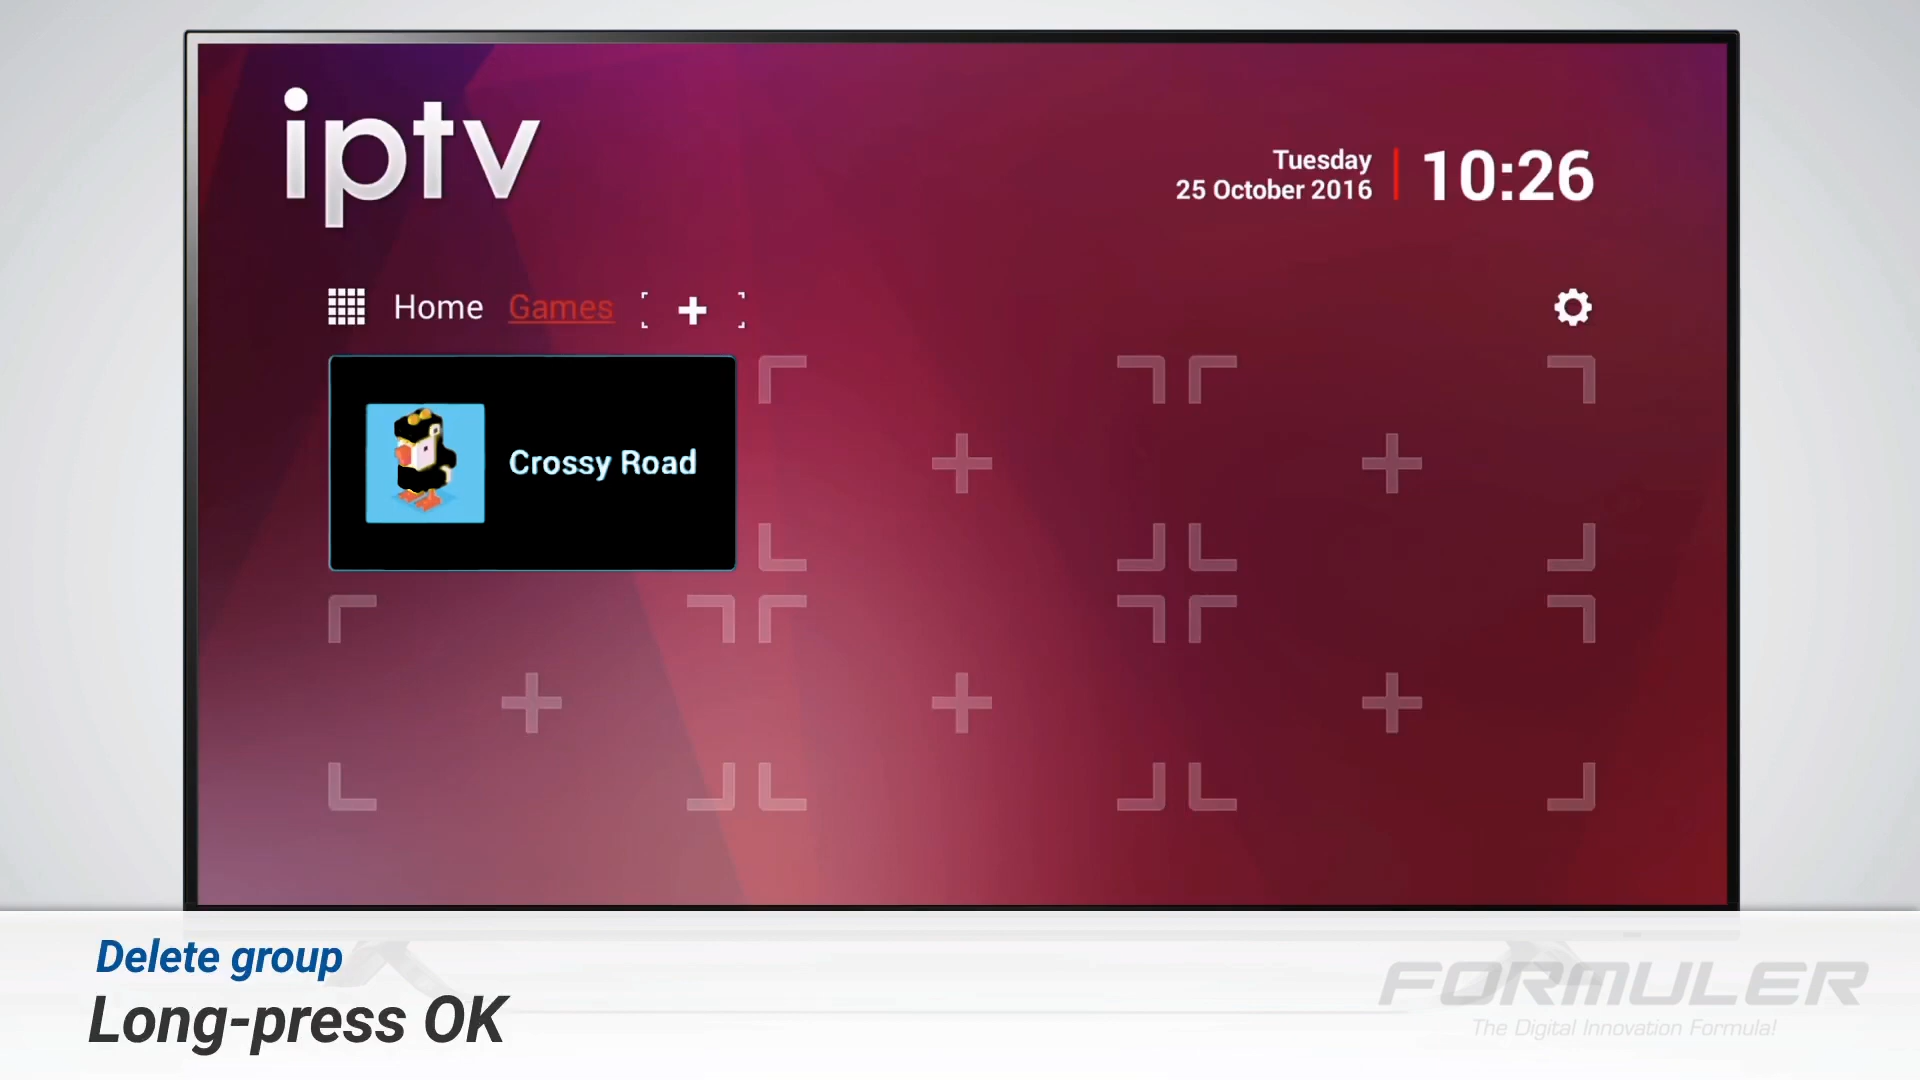 iptv
Tuesday
25 October 2016
10:26
Home Games
Crossy Road
Delete group
Long-press OK
FORMULER
The Digital Innovation Formula!